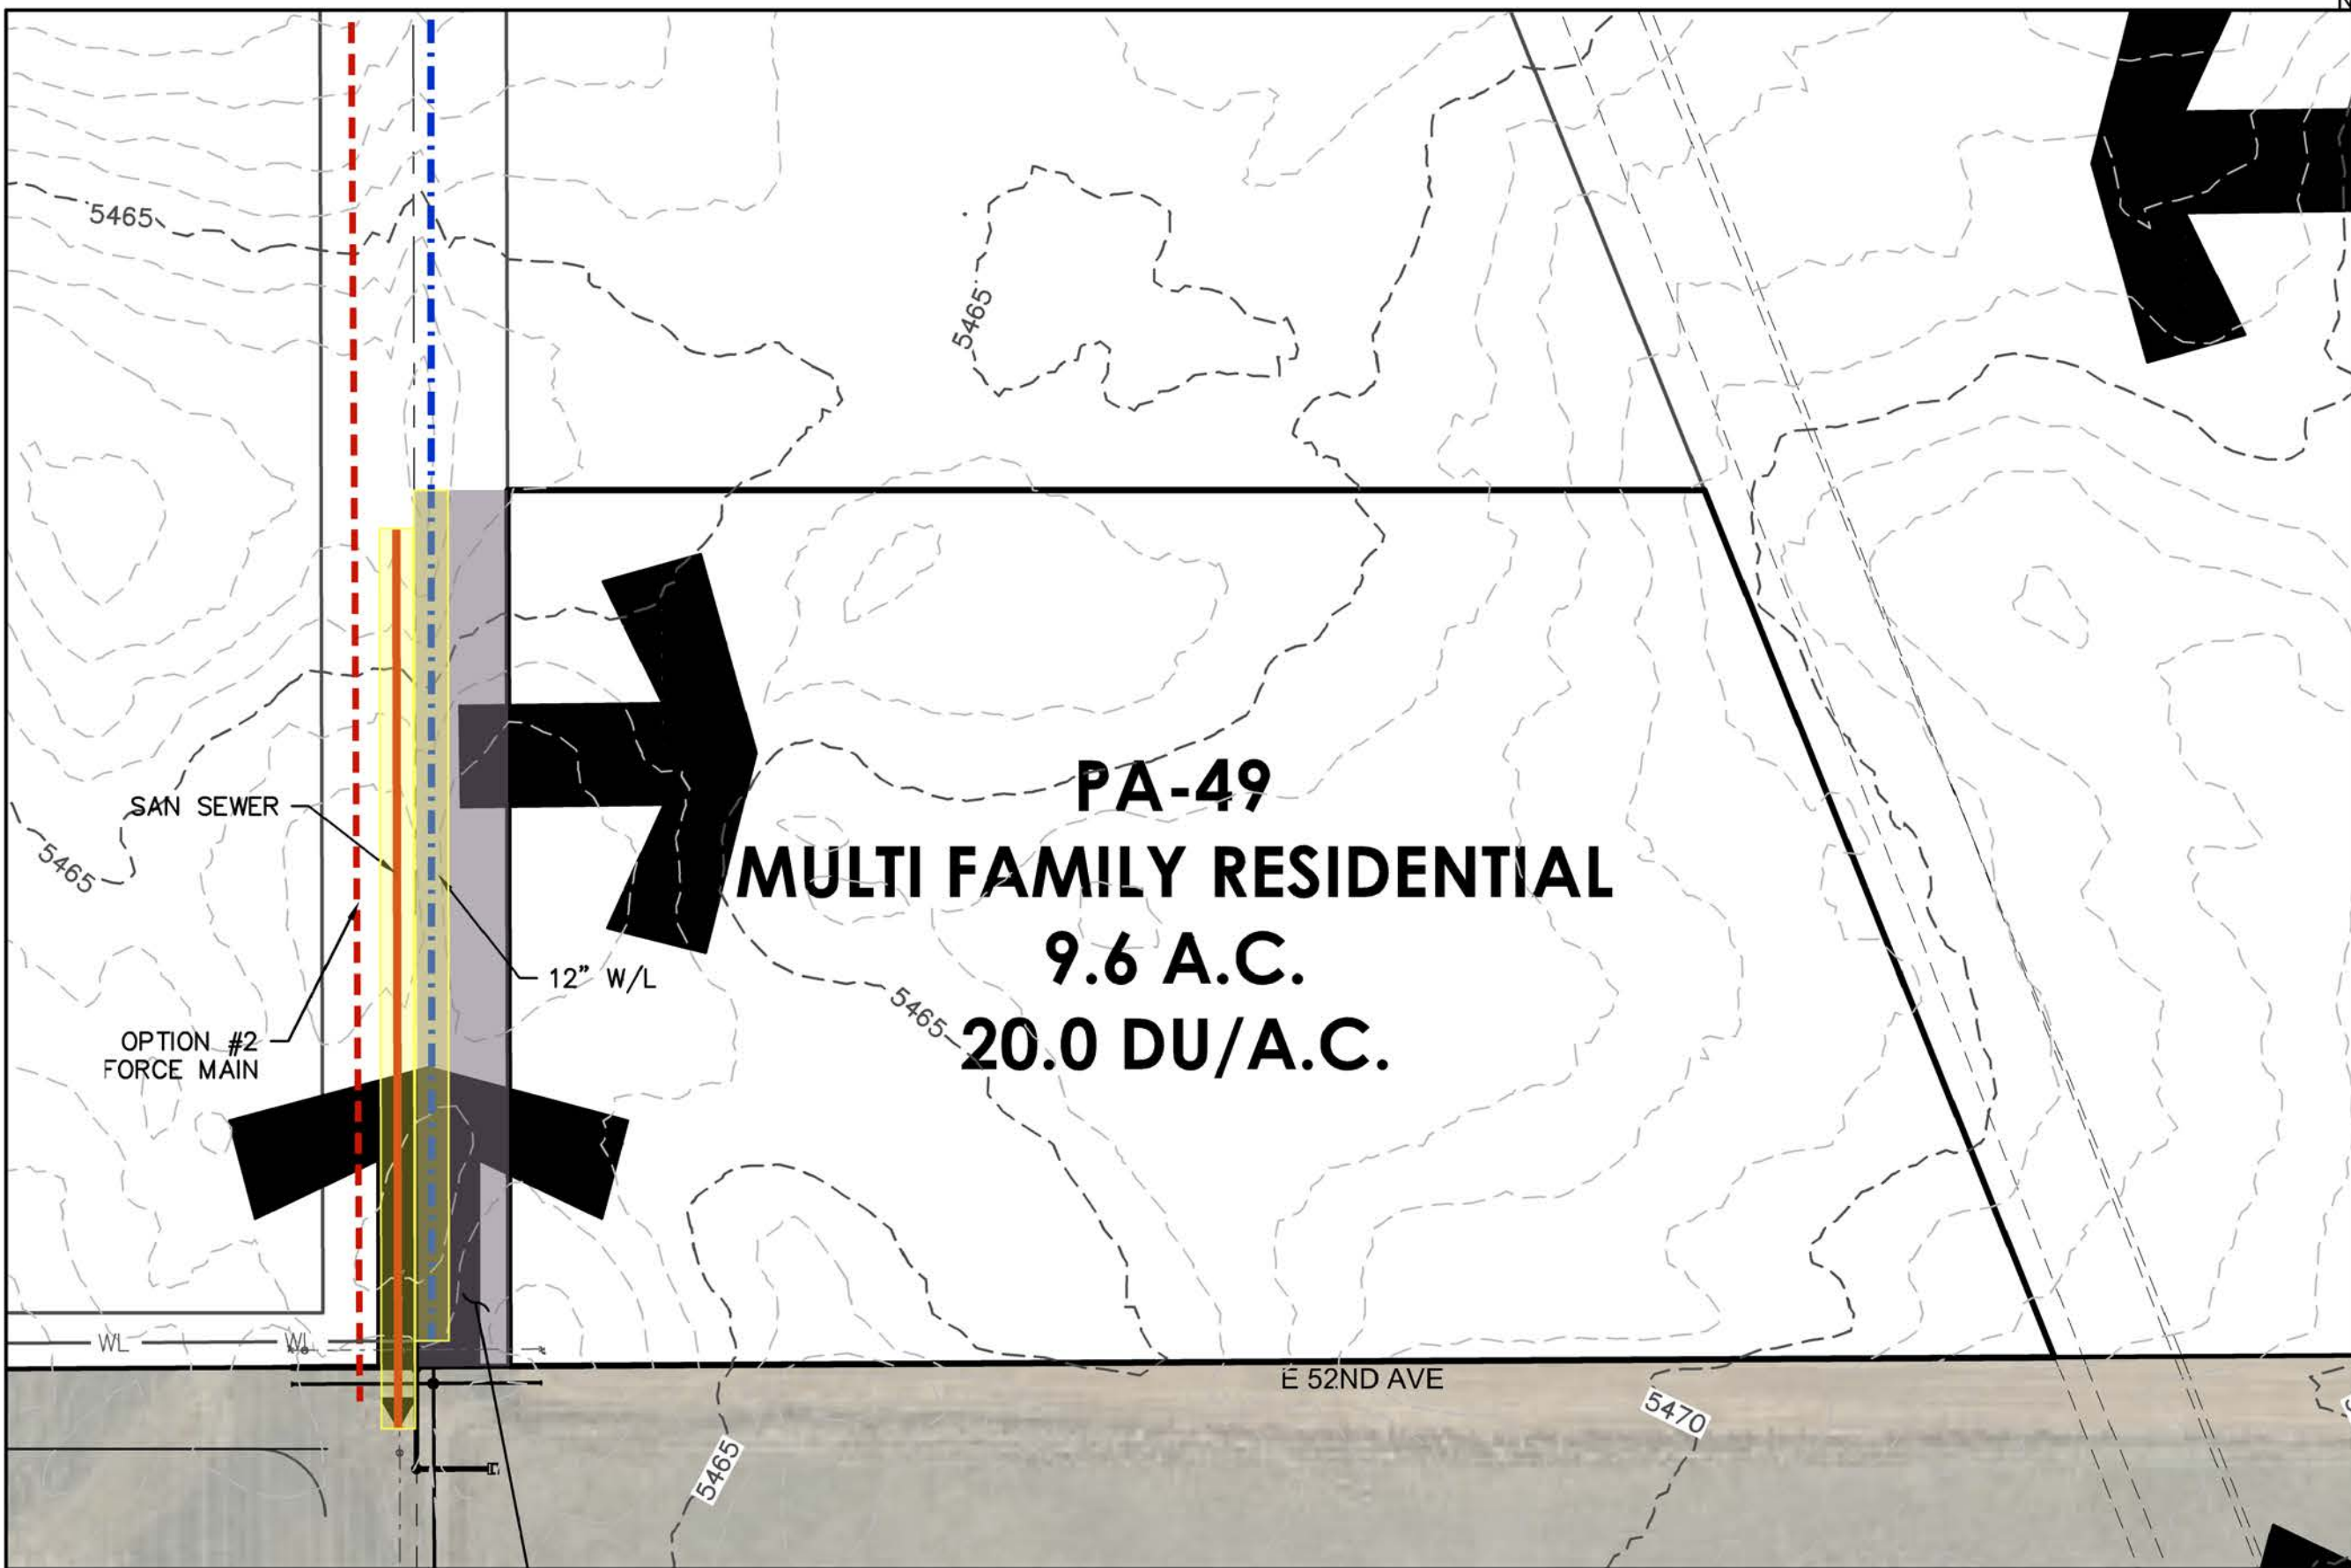 5465
5465
PA-49
SAN SEWER
MULTI FAMILY RESIDENTIAL
5465
9.6 A.C.
12” W/L
5465
OPTION #2
FORCE MAIN
20.0 DU/A.C.
WL
WL
E 52ND AVE
5470
5465